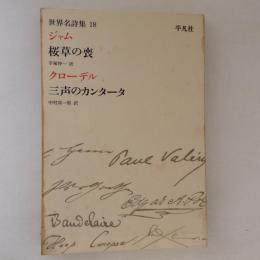 世界名詩集 18
平凡社
ジャム
桜草の喪
手塚伸一 訳
クローデル
三声のカンタータ
中村真一郎 訳
Paul Valéry
Edgar A. Poe
Baudelaire